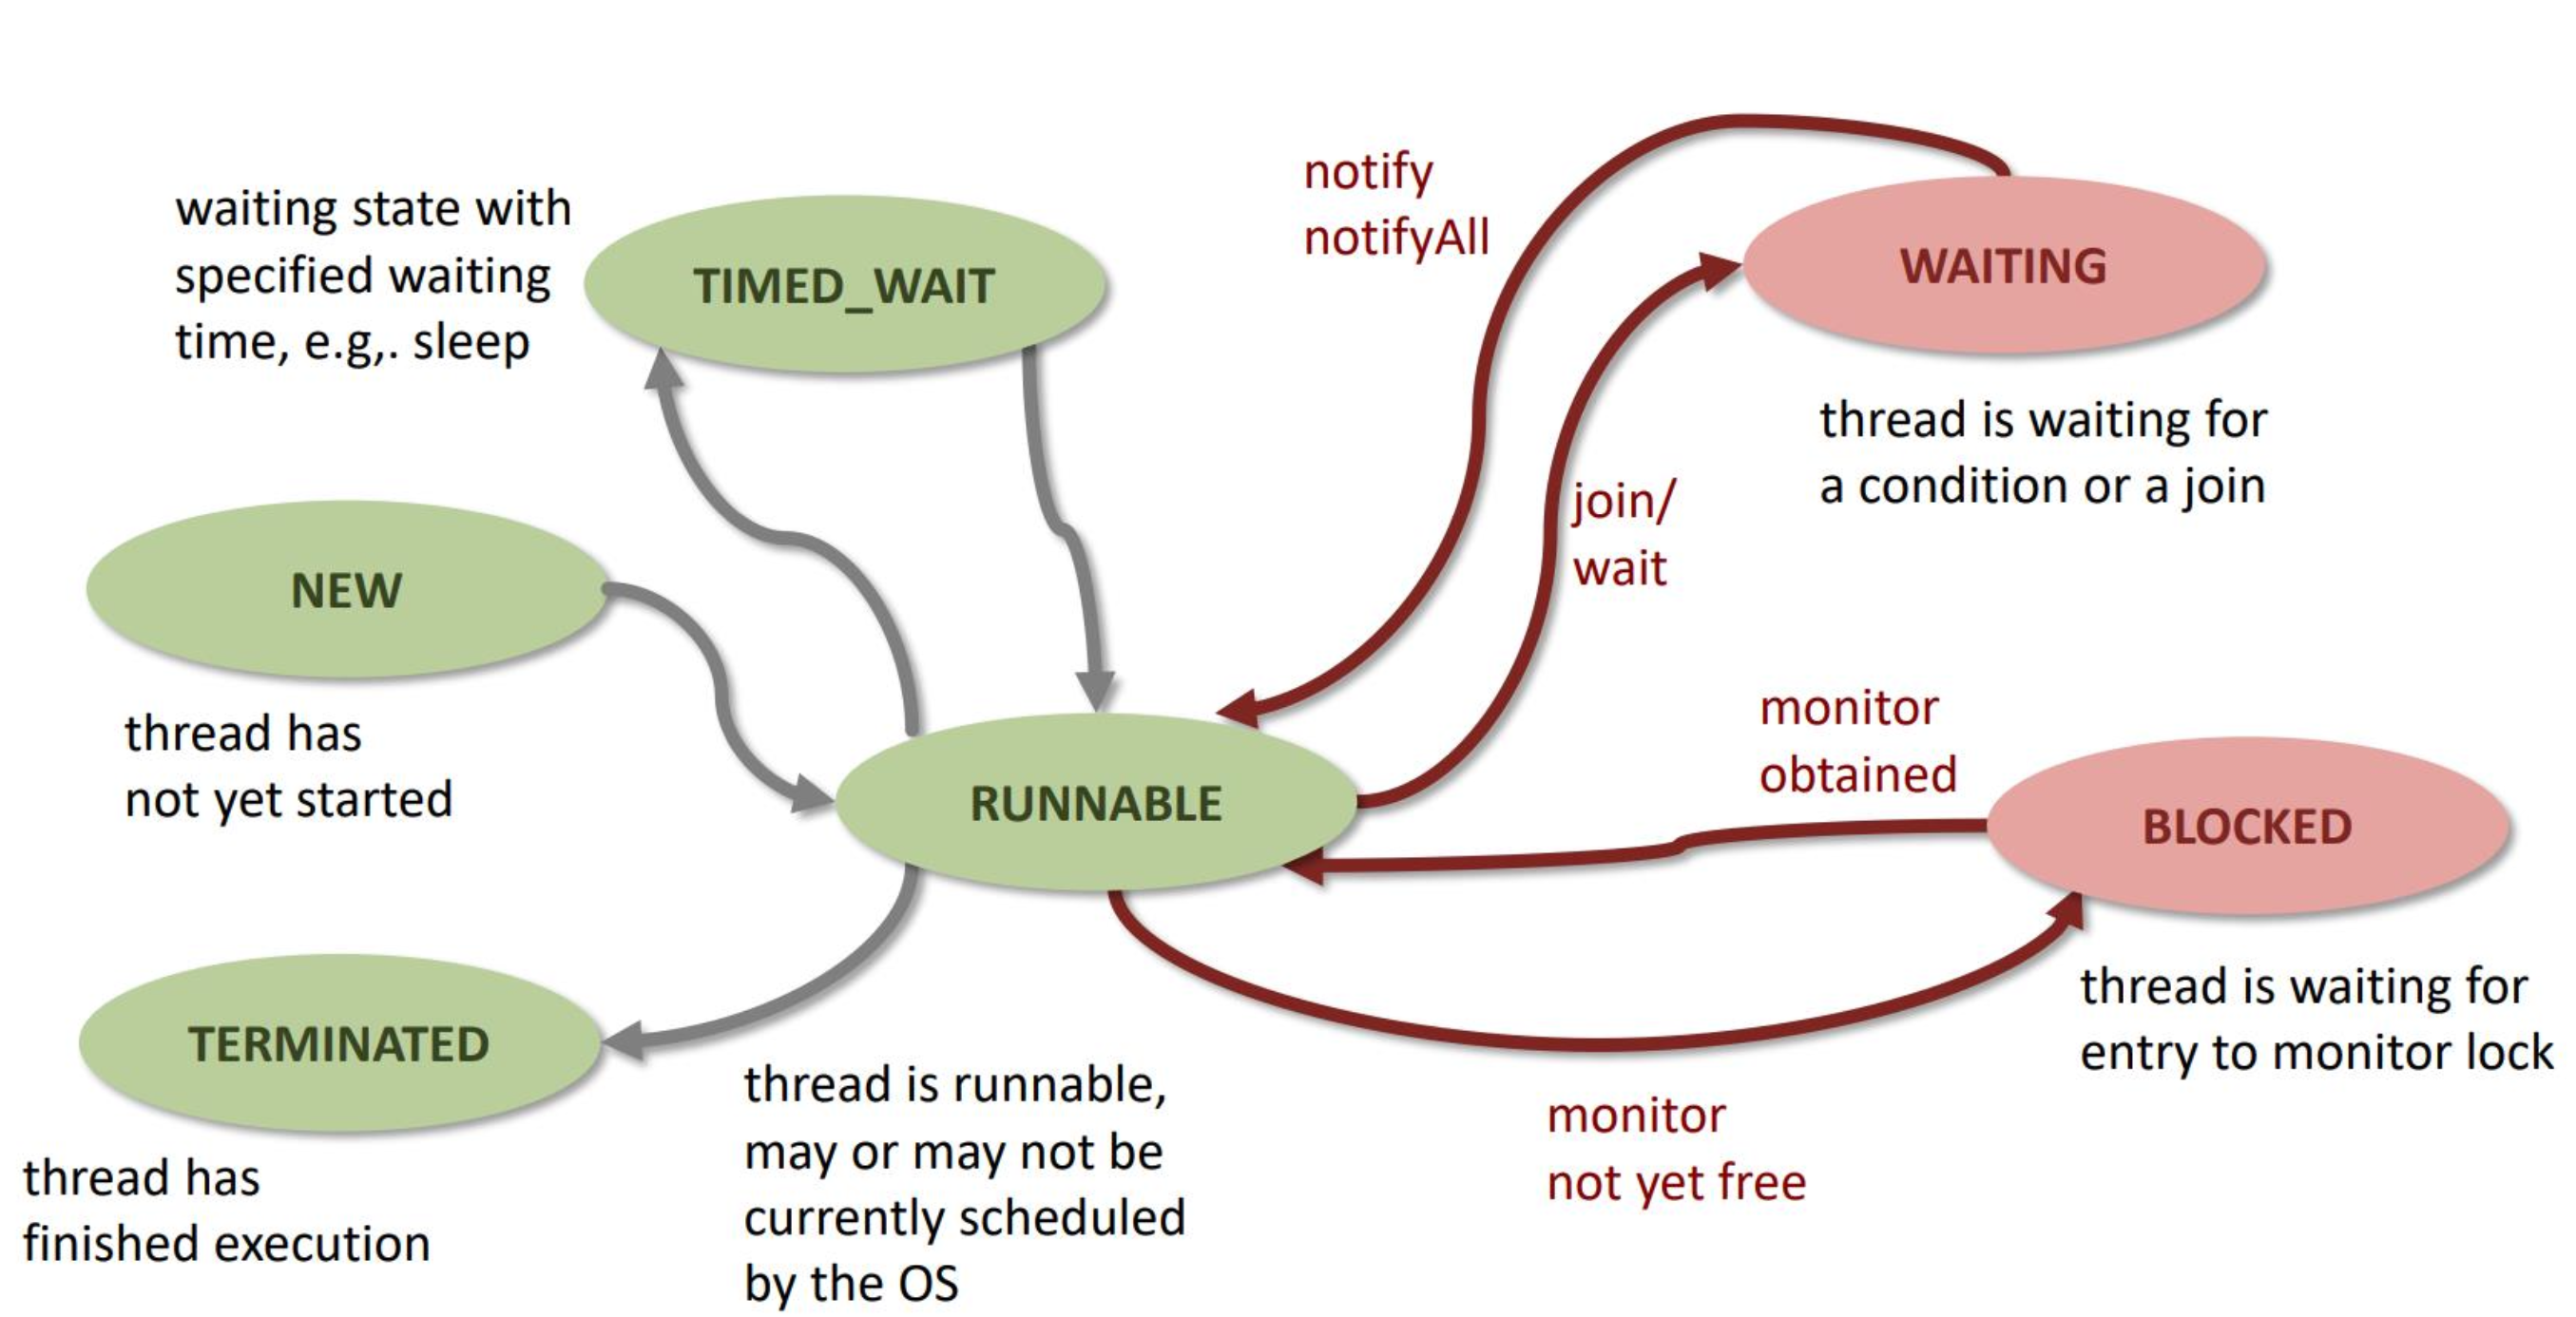 waiting state with
specified waiting
time, e.g,. sleep
TIMED_WAIT
notify
notifyAll
WAITING
thread is waiting for
a condition or a join
join/
wait
NEW
thread has
not yet started
RUNNABLE
monitor
obtained
BLOCKED
thread is waiting for
entry to monitor lock
monitor
not yet free
TERMINATED
thread has
finished execution
thread is runnable,
may or may not be
currently scheduled
by the OS